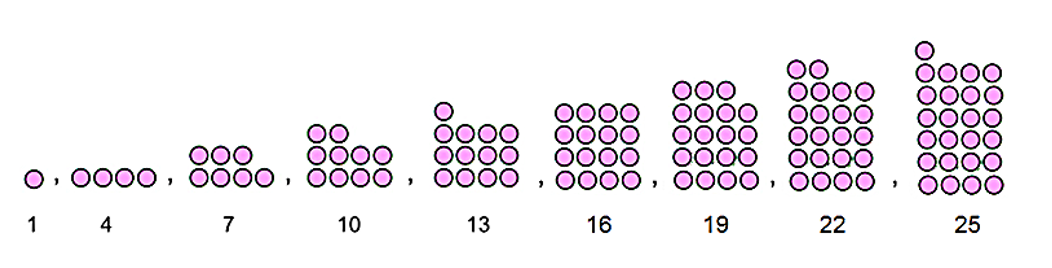 , , , , , , , ,
1 4 7 10 13 16 19 22 25